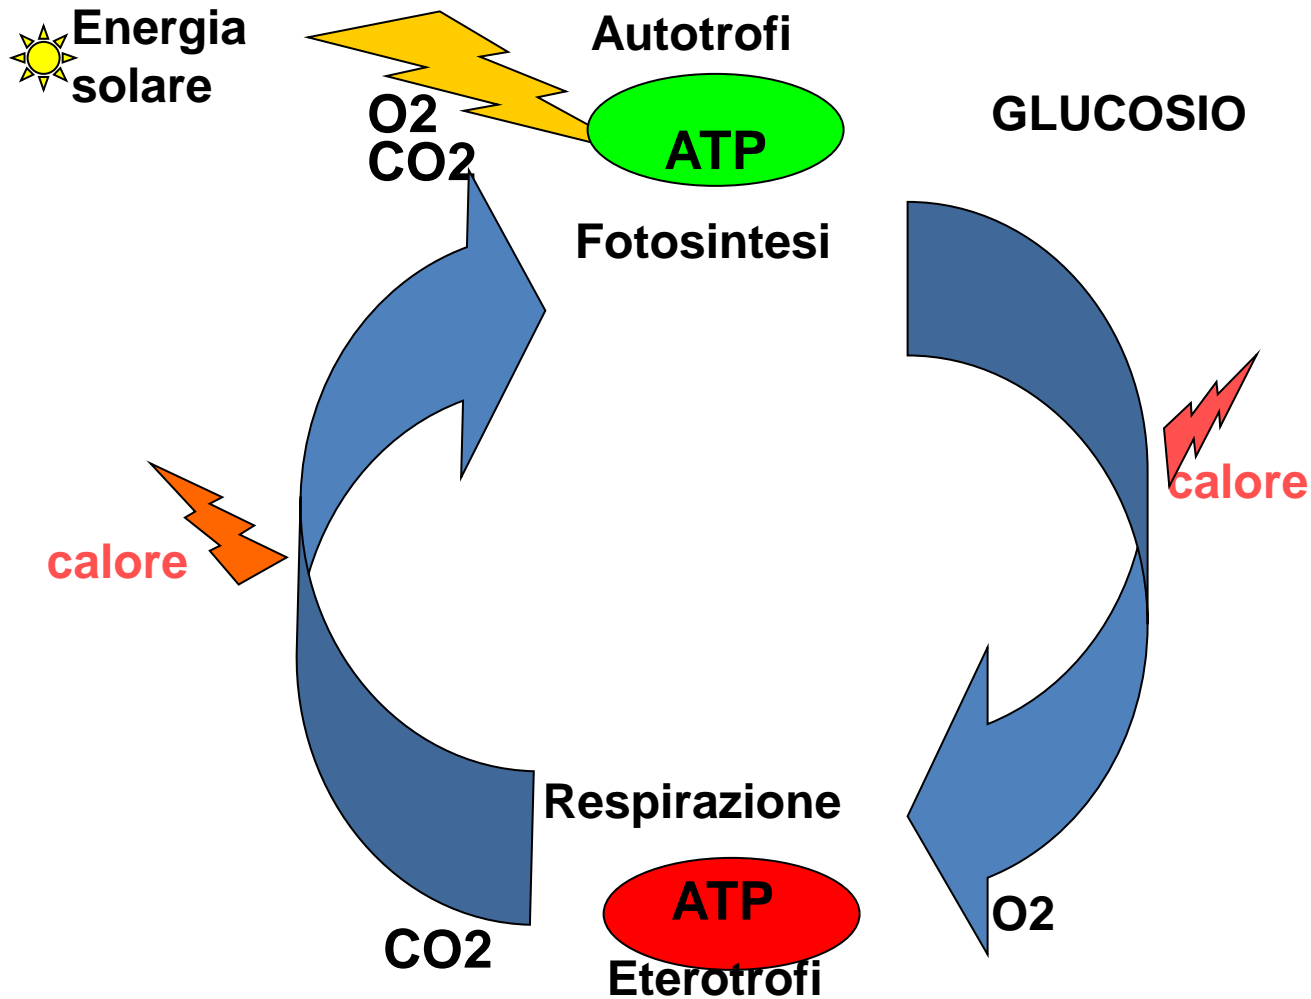 Energia
solare
Autotrofi
O2
CO2
ATP
GLUCOSIO
Fotosintesi
calore
calore
Respirazione
ATP
O2
CO2
Eterotrofi